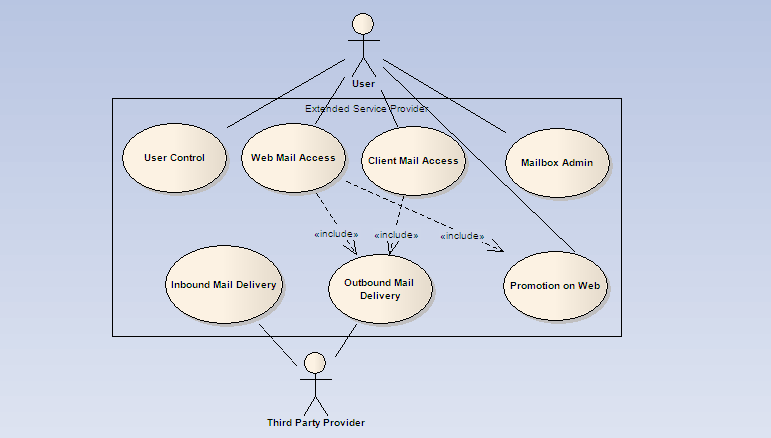 User
Extended Service Provider
User Control
Web Mail Access
Client Mail Access
Mailbox Admin
«include»
«include»
«include»
Inbound Mail Delivery
Outbound Mail
Delivery
Promotion on Web
Third Party Provider